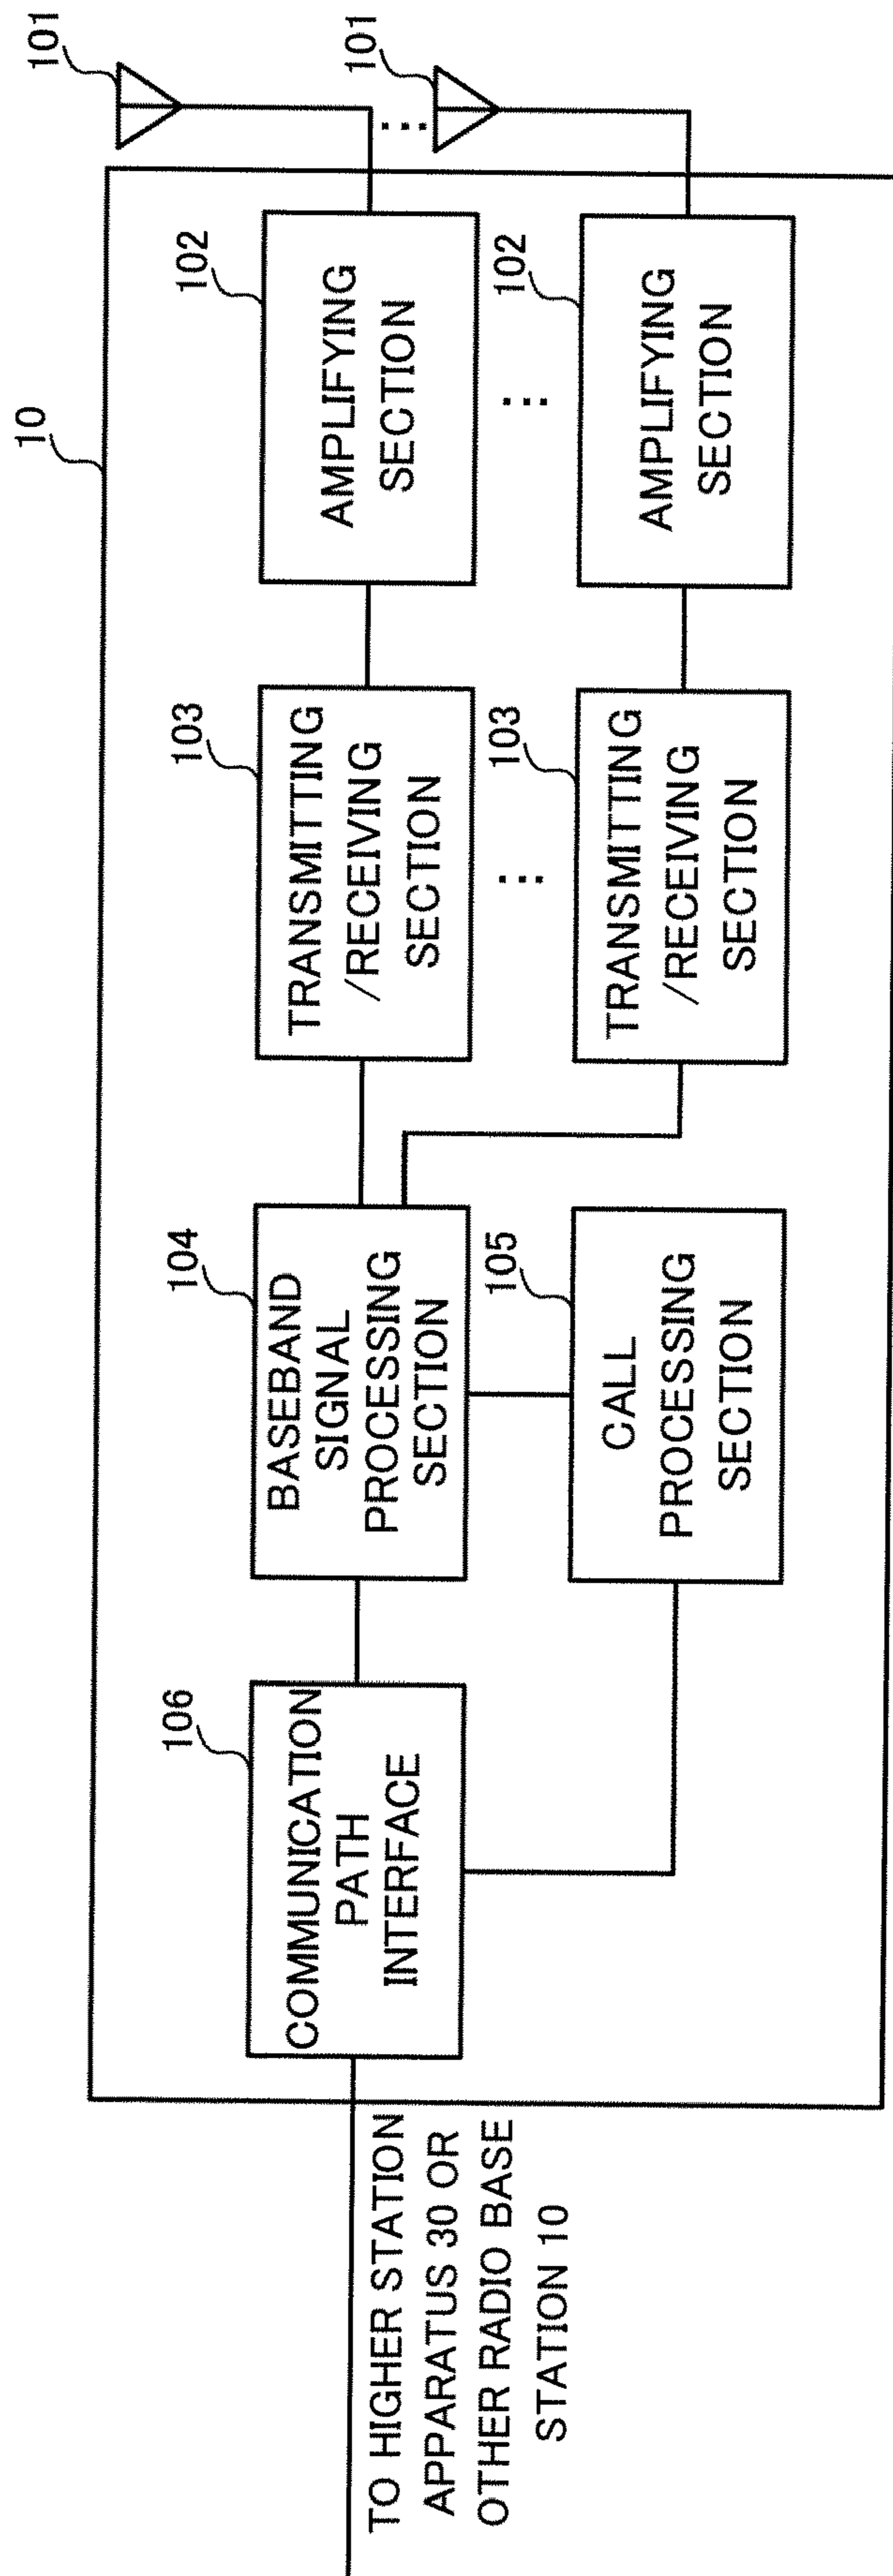 10
101
101
102
AMPLIFYING
SECTION
102
AMPLIFYING
SECTION
103
TRANSMITTING
/RECEIVING
SECTION
103
TRANSMITTING
/RECEIVING
SECTION
104
BASEBAND
SIGNAL
PROCESSING
SECTION
105
CALL
PROCESSING
SECTION
106
COMMUNICATION
PATH
INTERFACE
TO HIGHER STATION
APPARATUS 30 OR
OTHER RADIO BASE
STATION 10